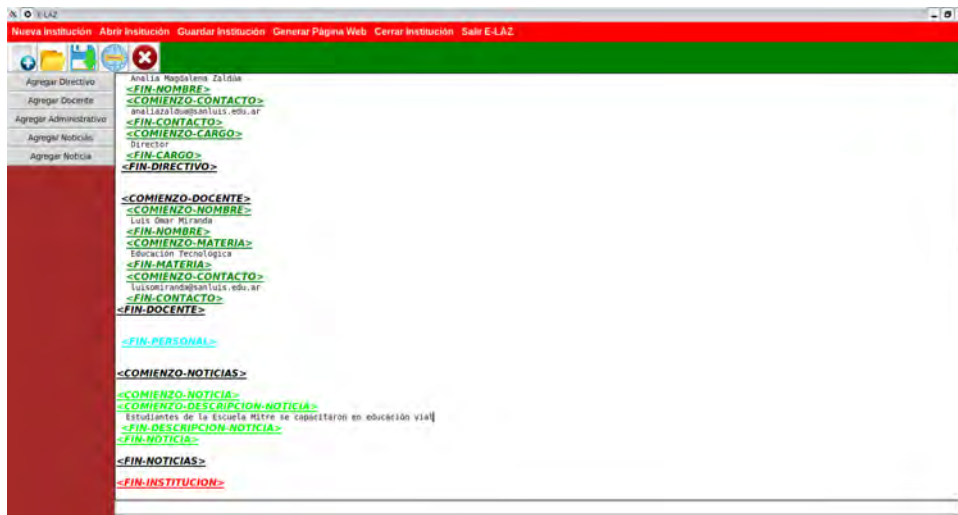 E-LAZ
Nueva Institución Abrir Insitución Guardar Institución Generar Página Web Cerrar Institución Salir E-LAZ
Agregar Directivo
Agregar Docente
Agregar Administrativo
Agregar Noticias
Agregar Noticia
Analía Magdalena Zaldúa
<FIN-NOMBRE>
<COMIENZO-CONTACTO>
analiazaldua@sanluis.edu.ar
<FIN-CONTACTO>
<COMIENZO-CARGO>
Director
<FIN-CARGO>
<FIN-DIRECTIVO>
<COMIENZO-DOCENTE>
<COMIENZO-NOMBRE>
Luis Omar Miranda
<FIN-NOMBRE>
<COMIENZO-MATERIA>
Educación Tecnológica
<FIN-MATERIA>
<COMIENZO-CONTACTO>
luisomiranda@sanluis.edu.ar
<FIN-CONTACTO>
<FIN-DOCENTE>
<FIN-PERSONAL>
<COMIENZO-NOTICIAS>
<COMIENZO-NOTICIA>
<COMIENZO-DESCRIPCION-NOTICIA>
Estudiantes de la Escuela Mitre se capacitaron en educación vial
<FIN-DESCRIPCION-NOTICIA>
<FIN-NOTICIA>
<FIN-NOTICIAS>
<FIN-INSTITUCION>